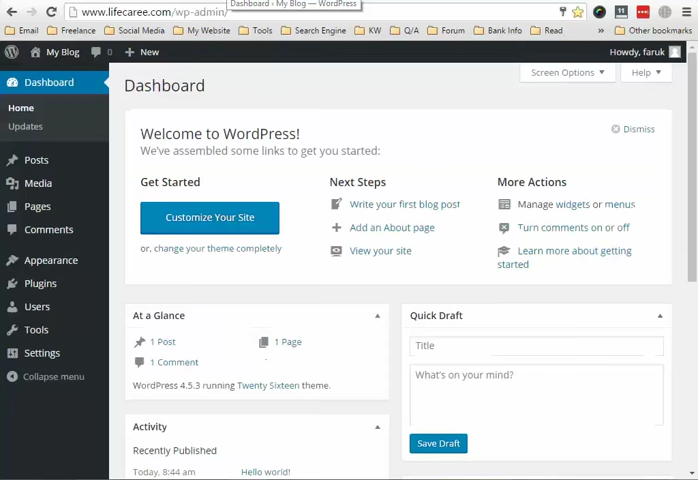 Dashboard ‹ My Blog — WordPress
www.lifecaree.com/wp-admin/
Email Freelance Social Media My Website Tools Search Engine KW Q/A Forum Bank Info Read » Other bookmarks
My Blog 0 + New Howdy, faruk
Dashboard
Home
Updates
Posts
Media
Pages
Comments
Appearance
Plugins
Users
Tools
Settings
Collapse menu
Screen Options Help
Dashboard
Welcome to WordPress!
Dismiss
We've assembled some links to get you started:
Get Started
Customize Your Site
or, change your theme completely
Next Steps
Write your first blog post
Add an About page
View your site
More Actions
Manage widgets or menus
Turn comments on or off
Learn more about getting
started
At a Glance
1 Post 1 Page
1 Comment
WordPress 4.5.3 running Twenty Sixteen theme.
Activity
Recently Published
Today, 8:44 am Hello world!
Quick Draft
Title
What's on your mind?
Save Draft